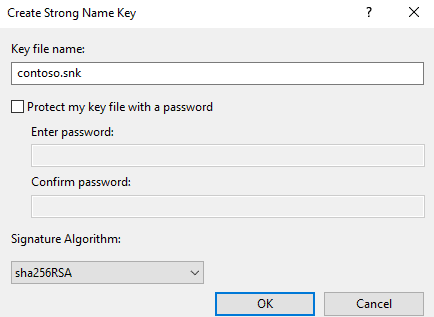 Create Strong Name Key
?
Key file name:
contoso.snk
Protect my key file with a password
Enter password:
Confirm password:
Signature Algorithm:
sha256RSA
OK Cancel